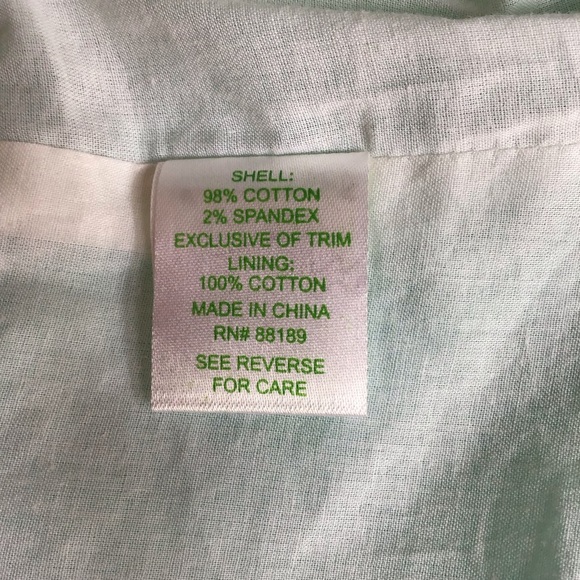 SHELL:
98% COTTON
2% SPANDEX
EXCLUSIVE OF TRIM
LINING:
100% COTTON
MADE IN CHINA
RN# 88189
SEE REVERSE
FOR CARE